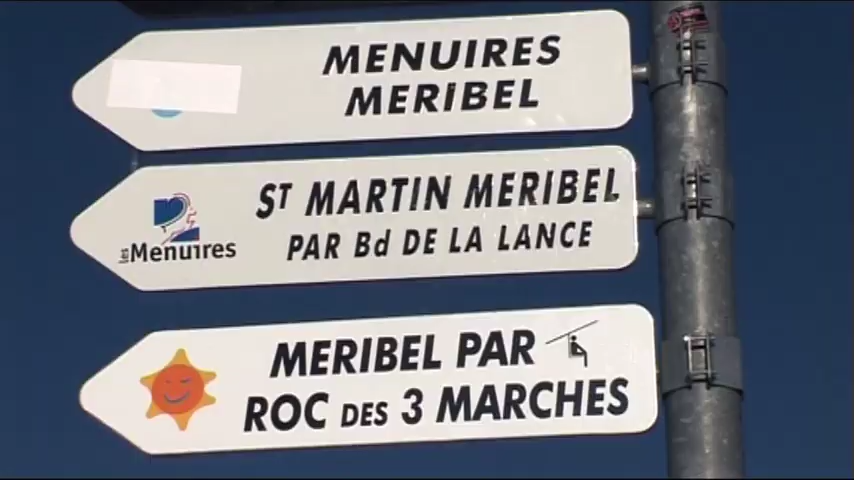 MENUIRES
MERIBEL
ST MARTIN MERIBEL
PAR Bd DE LA LANCE
les Menuires
MERIBEL PAR
ROC DES 3 MARCHES